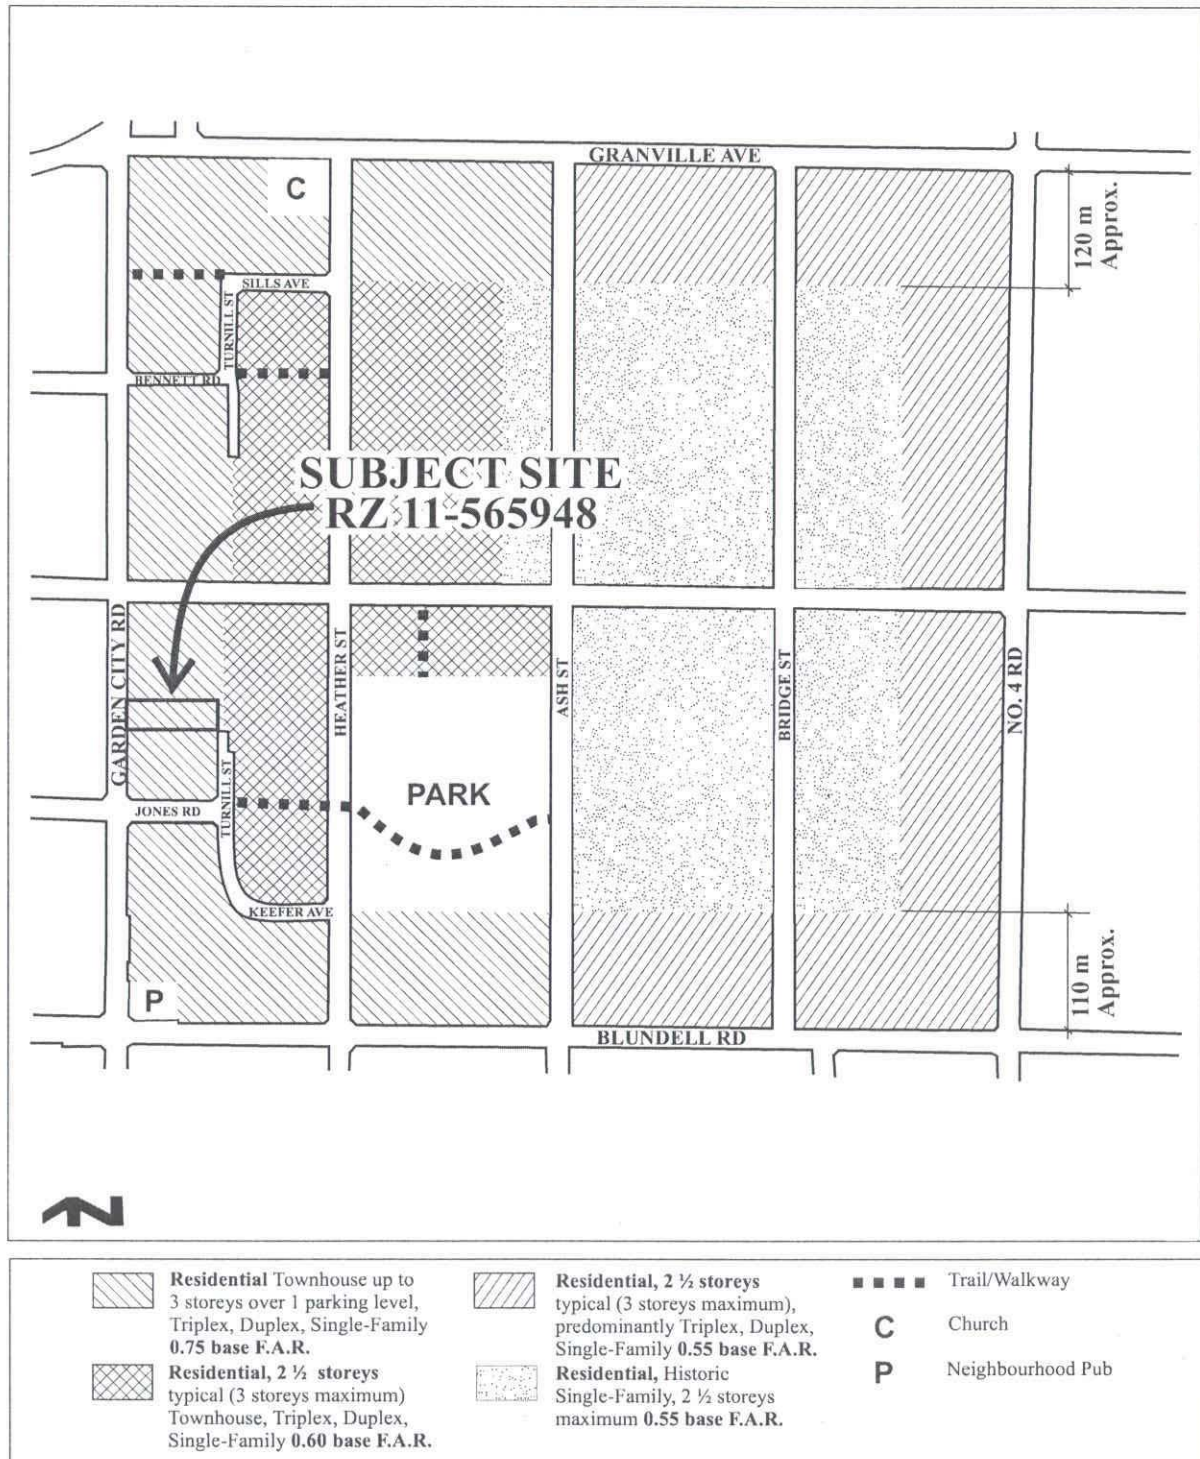 GRANVILLE AVE
C
120 m
Approx.
SILLS AVE
TURNILL ST
BENNETT RD
SUBJECT SITE
RZ 11-565948
GARDEN CITY RD
HEATHER ST
ASH ST
BRIDGE ST
NO. 4 RD
PARK
JONES RD
TURNILL ST
KEEFER AVE
110 m
Approx.
P
BLUNDELL RD
N
Residential Townhouse up to
3 storeys over 1 parking level,
Triplex, Duplex, Single-Family
0.75 base F.A.R.
Residential, 2 ½ storeys
typical (3 storeys maximum)
Townhouse, Triplex, Duplex,
Single-Family 0.60 base F.A.R.
Residential, 2 ½ storeys
typical (3 storeys maximum),
predominantly Triplex, Duplex,
Single-Family 0.55 base F.A.R.
Residential, Historic
Single-Family, 2 ½ storeys
maximum 0.55 base F.A.R.
Trail/Walkway
C Church
P Neighbourhood Pub